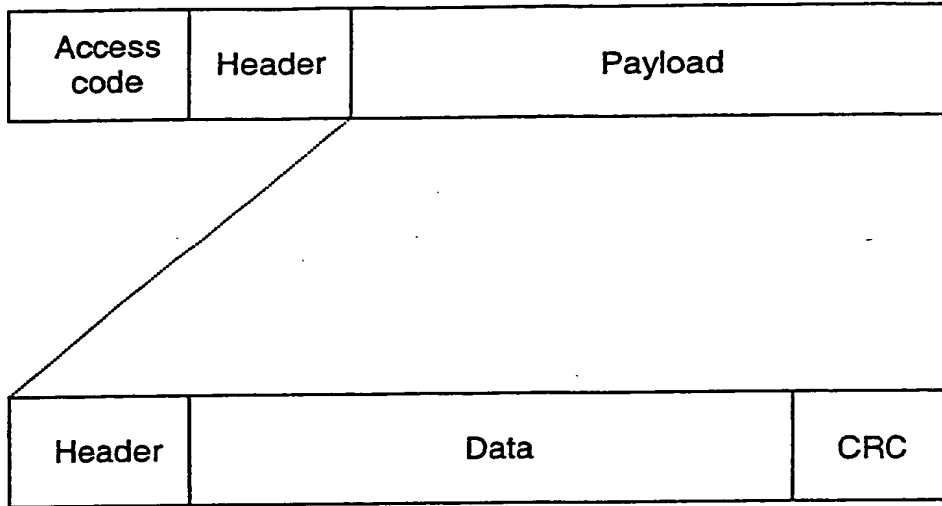 Access
code
Header
Payload
Header
Data
CRC